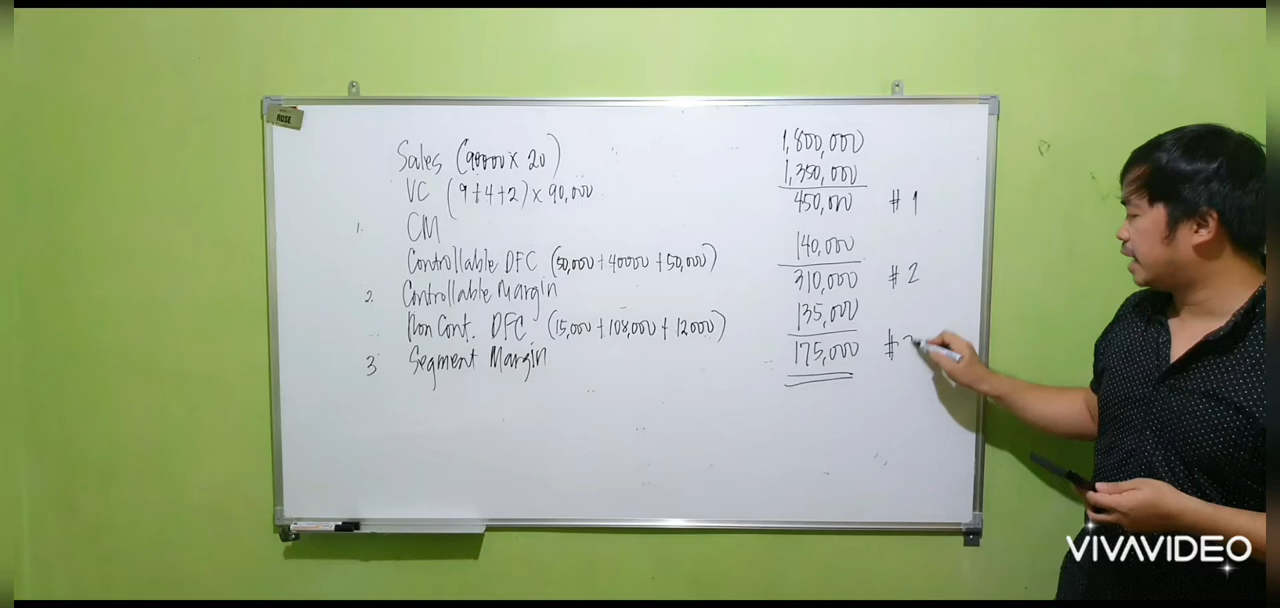 ROSE
Sales (90000 x 20) 1,800,000
VC (9+4+2) x 90,000 1,350,000
1. CM 450,000 #1
Controllable DFC (50,000 + 40000 + 50,000) 140,000
2. Controllable Margin 310,000 #2
Non Cont. DFC (15,000 + 108,000 + 12000) 135,000
3 Segment Margin 175,000 #
VIVAVIDEO